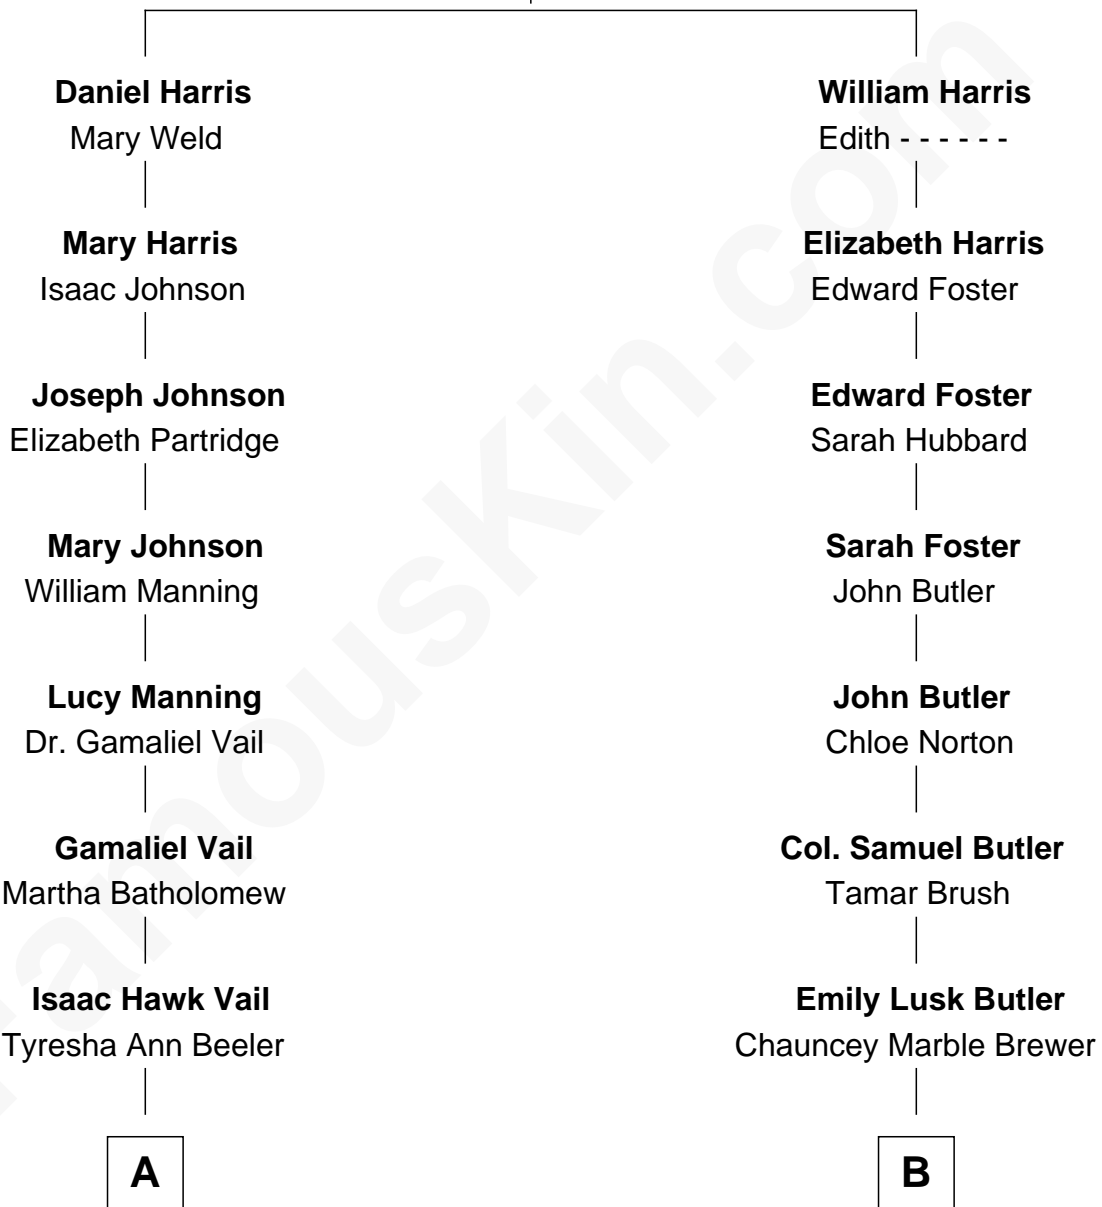 Daniel Harris
Mary Weld
Mary Harris
Isaac Johnson
Joseph Johnson
Elizabeth Partridge
Mary Johnson
William Manning
Lucy Manning
Dr. Gamaliel Vail
Gamaliel Vail
Martha Batholomew
Isaac Hawk Vail
Tyresha Ann Beeler
A
William Harris
Edith - - - - - -
Elizabeth Harris
Edward Foster
Edward Foster
Sarah Hubbard
Sarah Foster
John Butler
John Butler
Chloe Norton
Col. Samuel Butler
Tamar Brush
Emily Lusk Butler
Chauncey Marble Brewer
B
FamousKin.com